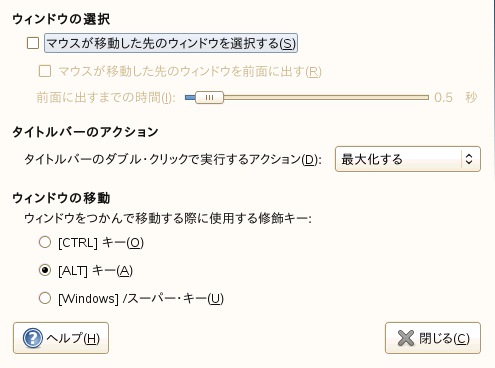 ウィンドウの選択
マウスが移動した先のウィンドウを選択する(S)
マウスが移動した先のウィンドウを前面に出す(R)
前面に出すまでの時間(I): 0.5 秒
タイトルバーのアクション
タイトルバーのダブル・クリックで実行するアクション(D): 最大化する
ウィンドウの移動
ウィンドウをつかんで移動する際に使用する修飾キー:
[CTRL] キー(O)
[ALT] キー(A)
[Windows] /スーパー・キー(U)
ヘルプ(H) 閉じる(C)